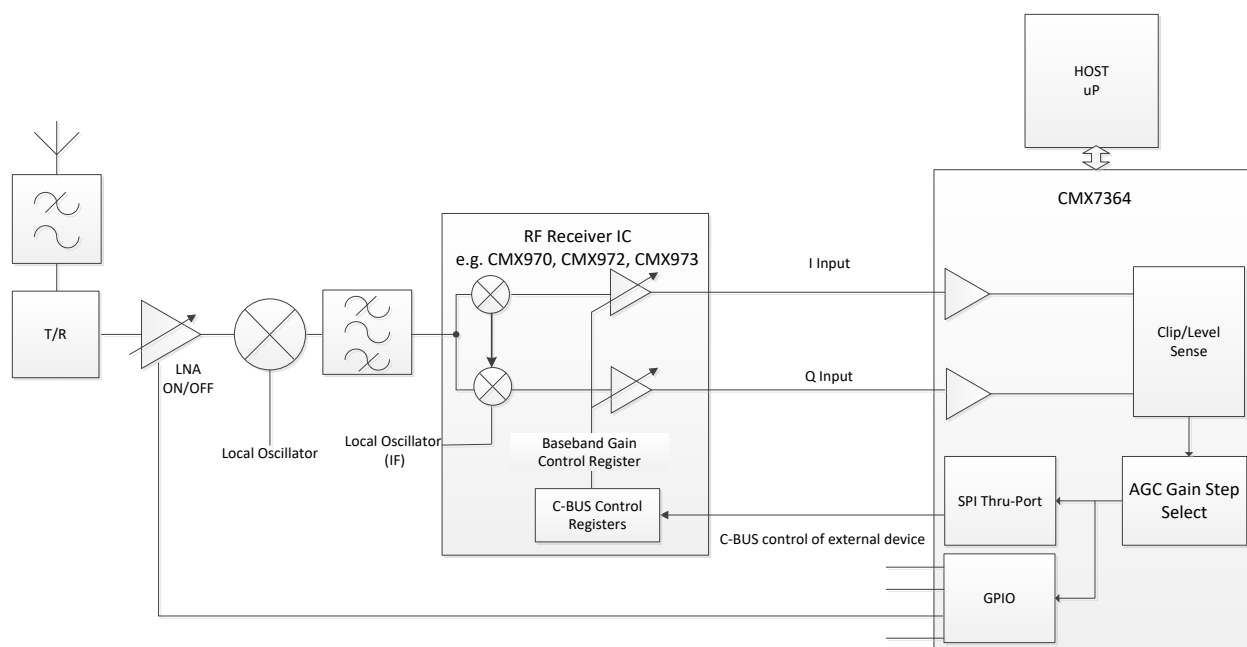 HOST
uP
CMX7364
RF Receiver IC
e.g. CMX970, CMX972, CMX973
I Input
T/R
LNA
ON/OFF
Clip/Level
Sense
Q Input
Local Oscillator
Local Oscillator
(IF)
Baseband Gain
Control Register
C-BUS Control
Registers
SPI Thru-Port
AGC Gain Step
Select
C-BUS control of external device
GPIO